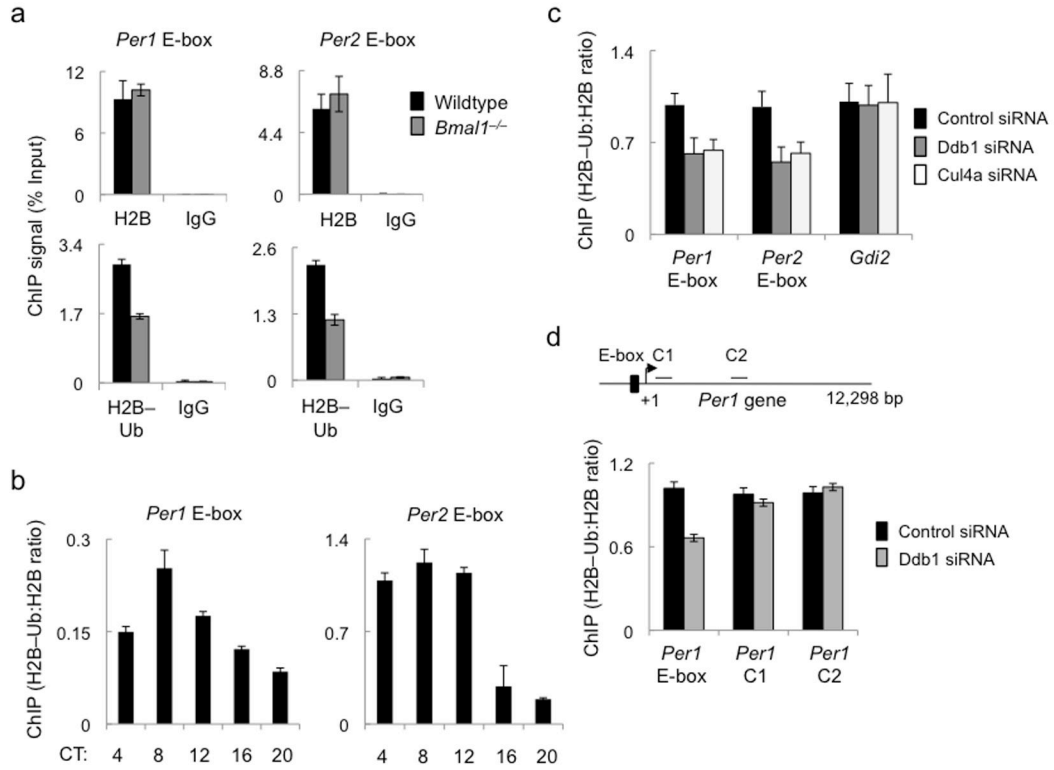 a
Per1 E-box
Per2 E-box
ChIP signal (% Input)
12
6
0
H2B
IgG
8.8
4.4
0
H2B
IgG
Wildtype
Bmal1–/–
3.4
1.7
0
H2B–
Ub
IgG
2.6
1.3
0
H2B–
Ub
IgG
b
Per1 E-box
Per2 E-box
ChIP (H2B–Ub:H2B ratio)
0.3
0.15
0
1.4
0.7
0
CT: 4 8 12 16 20
4 8 12 16 20
c
ChIP (H2B–Ub:H2B ratio)
1.4
0.7
0
Per1
E-box
Per2
E-box
Gdi2
Control siRNA
Ddb1 siRNA
Cul4a siRNA
d
E-box C1 C2
+1 Per1 gene 12,298 bp
ChIP (H2B–Ub:H2B ratio)
1.2
0.6
0
Per1
E-box
Per1
C1
Per1
C2
Control siRNA
Ddb1 siRNA